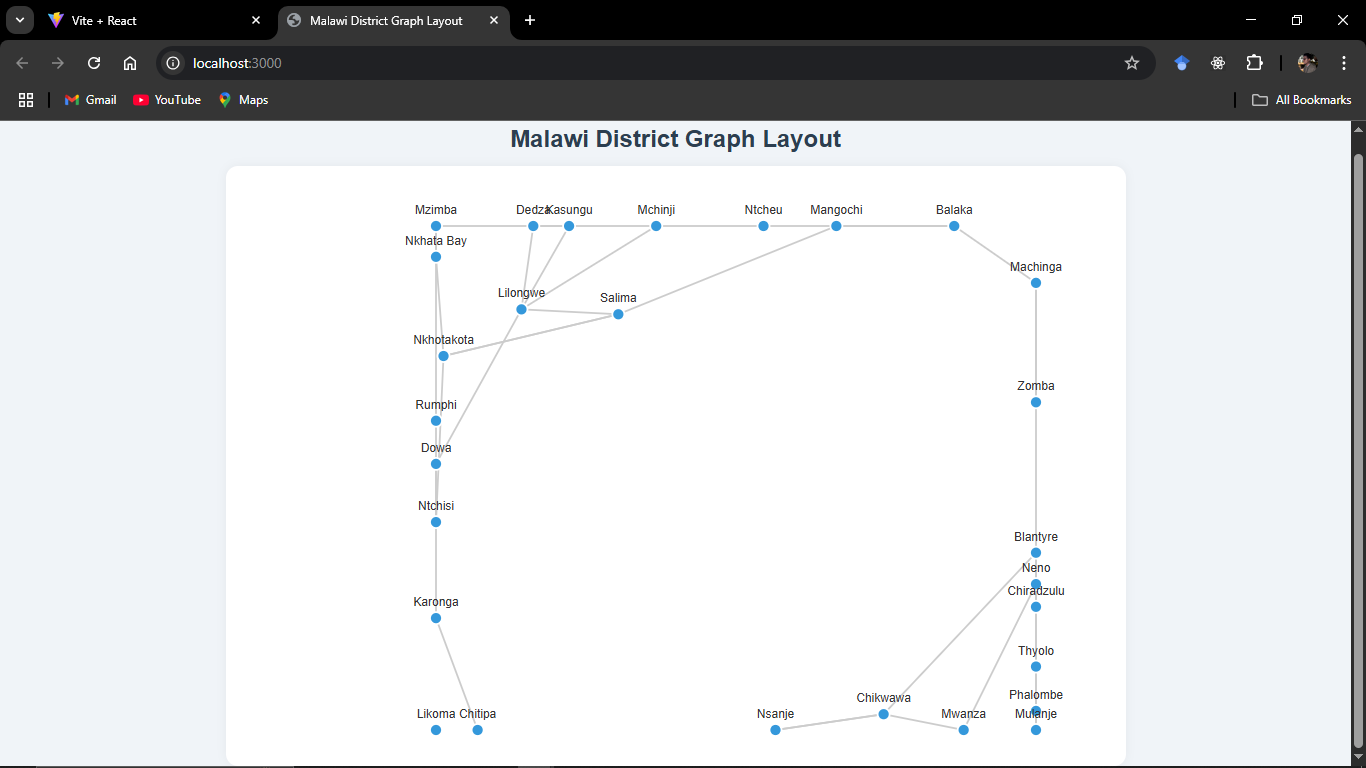 Vite + React
Malawi District Graph Layout
localhost:3000
Gmail
YouTube
Maps
All Bookmarks
Malawi District Graph Layout
Mzimba
Dedza
Kasungu
Mchinji
Ntcheu
Mangochi
Balaka
Nkhata Bay
Machinga
Lilongwe
Salima
Nkhotakota
Zomba
Rumphi
Dowa
Ntchisi
Blantyre
Neno
Chiradzulu
Karonga
Thyolo
Phalombe
Chikwawa
Likoma
Chitipa
Nsanje
Mwanza
Mulanje